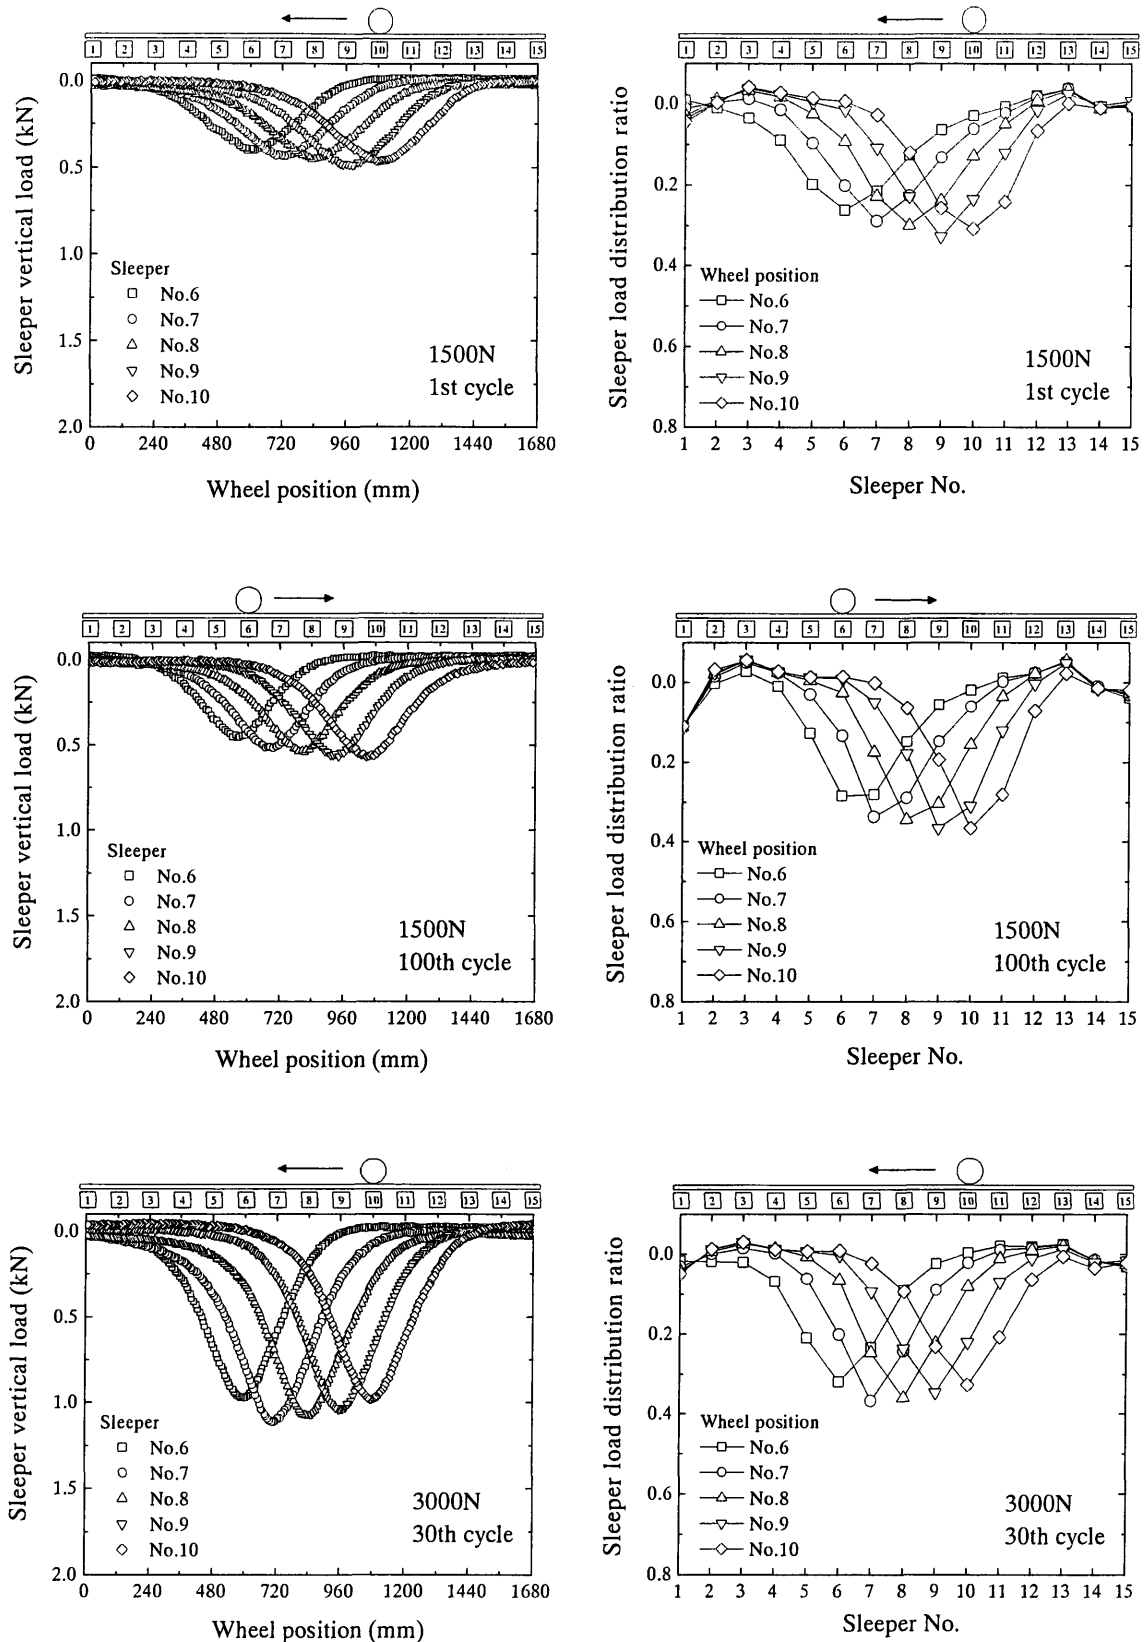 1 2 3 4 5 6 7 8 9 10 11 12 13 14 15
0.0
0.5
1.0
1.5
2.0
Sleeper vertical load (kN)
Sleeper
No.6
No.7
No.8
No.9
No.10
1500N
1st cycle
0 240 480 720 960 1200 1440 1680
Wheel position (mm)
1 2 3 4 5 6 7 8 9 10 11 12 13 14 15
0.0
0.2
0.4
0.6
0.8
Sleeper load distribution ratio
Wheel position
No.6
No.7
No.8
No.9
No.10
1500N
1st cycle
1 2 3 4 5 6 7 8 9 10 11 12 13 14 15
Sleeper No.
1 2 3 4 5 6 7 8 9 10 11 12 13 14 15
0.0
0.5
1.0
1.5
2.0
Sleeper vertical load (kN)
Sleeper
No.6
No.7
No.8
No.9
No.10
1500N
100th cycle
0 240 480 720 960 1200 1440 1680
Wheel position (mm)
1 2 3 4 5 6 7 8 9 10 11 12 13 14 15
0.0
0.2
0.4
0.6
0.8
Sleeper load distribution ratio
Wheel position
No.6
No.7
No.8
No.9
No.10
1500N
100th cycle
1 2 3 4 5 6 7 8 9 10 11 12 13 14 15
Sleeper No.
1 2 3 4 5 6 7 8 9 10 11 12 13 14 15
0.0
0.5
1.0
1.5
2.0
Sleeper vertical load (kN)
Sleeper
No.6
No.7
No.8
No.9
No.10
3000N
30th cycle
0 240 480 720 960 1200 1440 1680
Wheel position (mm)
1 2 3 4 5 6 7 8 9 10 11 12 13 14 15
0.0
0.2
0.4
0.6
0.8
Sleeper load distribution ratio
Wheel position
No.6
No.7
No.8
No.9
No.10
3000N
30th cycle
1 2 3 4 5 6 7 8 9 10 11 12 13 14 15
Sleeper No.